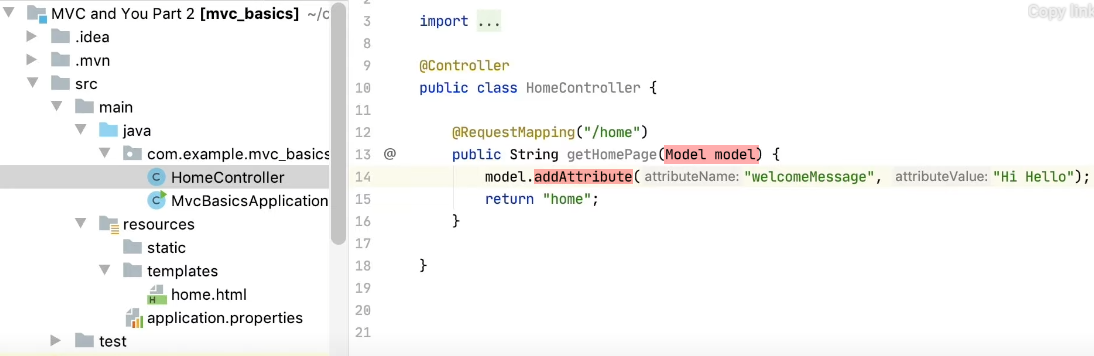 MVC and You Part 2 [mvc_basics] ~/c
.idea
.mvn
src
main
java
com.example.mvc_basics
HomeController
MvcBasicsApplication
resources
static
templates
home.html
application.properties
test
Copy link
2
3 import ...
8
9 @Controller
10 public class HomeController {
11
12 @RequestMapping("/home")
13 @ public String getHomePage(Model model) {
14 model.addAttribute( attributeName: "welcomeMessage", attributeValue: "Hi Hello");
15 return "home";
16 }
17
18 }
19
20
21